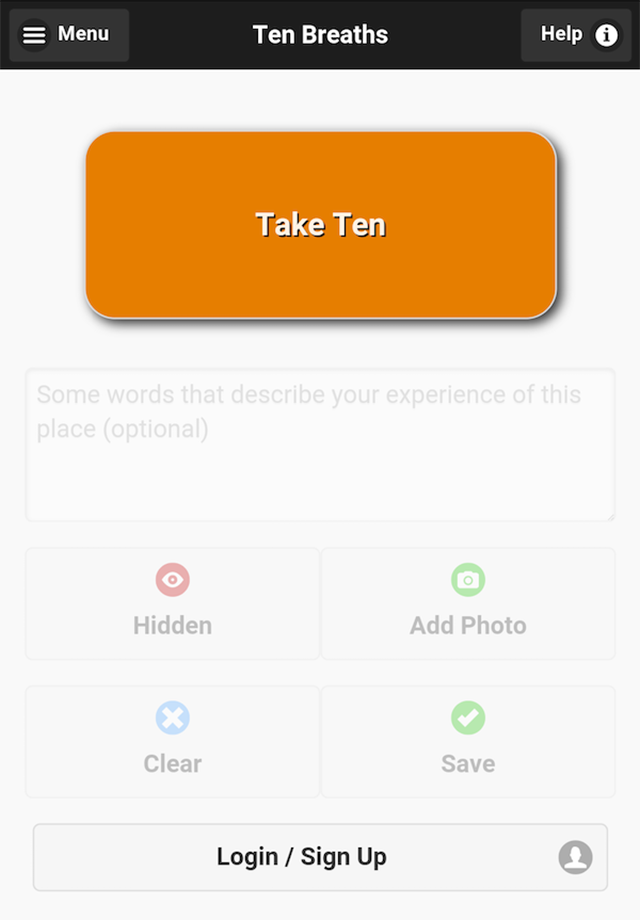 Menu
Ten Breaths
Help
Take Ten
Some words that describe your experience of this
place (optional)
Hidden
Add Photo
Clear
Save
Login / Sign Up